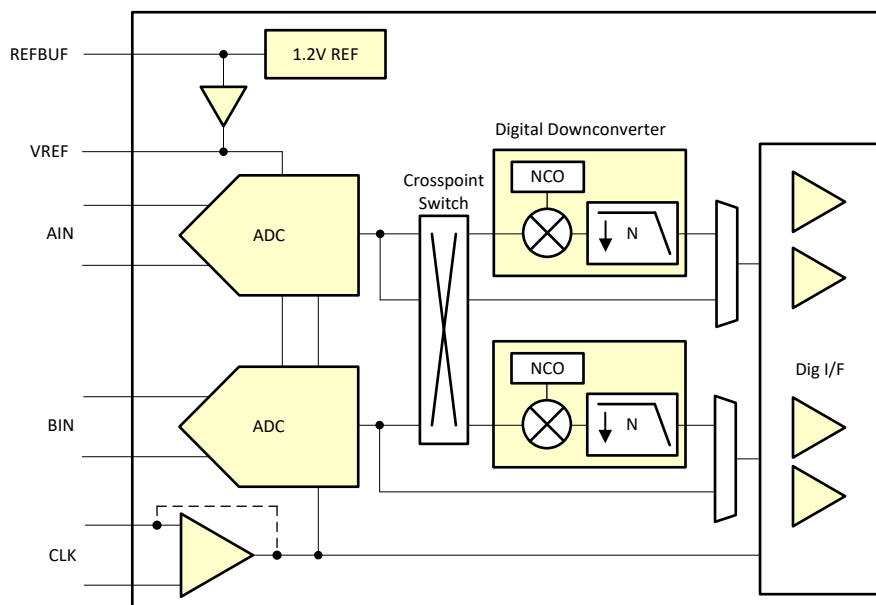 REFBUF
1.2V REF
VREF
Digital Downconverter
Crosspoint
Switch
NCO
AIN
ADC
N
NCO
Dig I/F
BIN
ADC
N
CLK